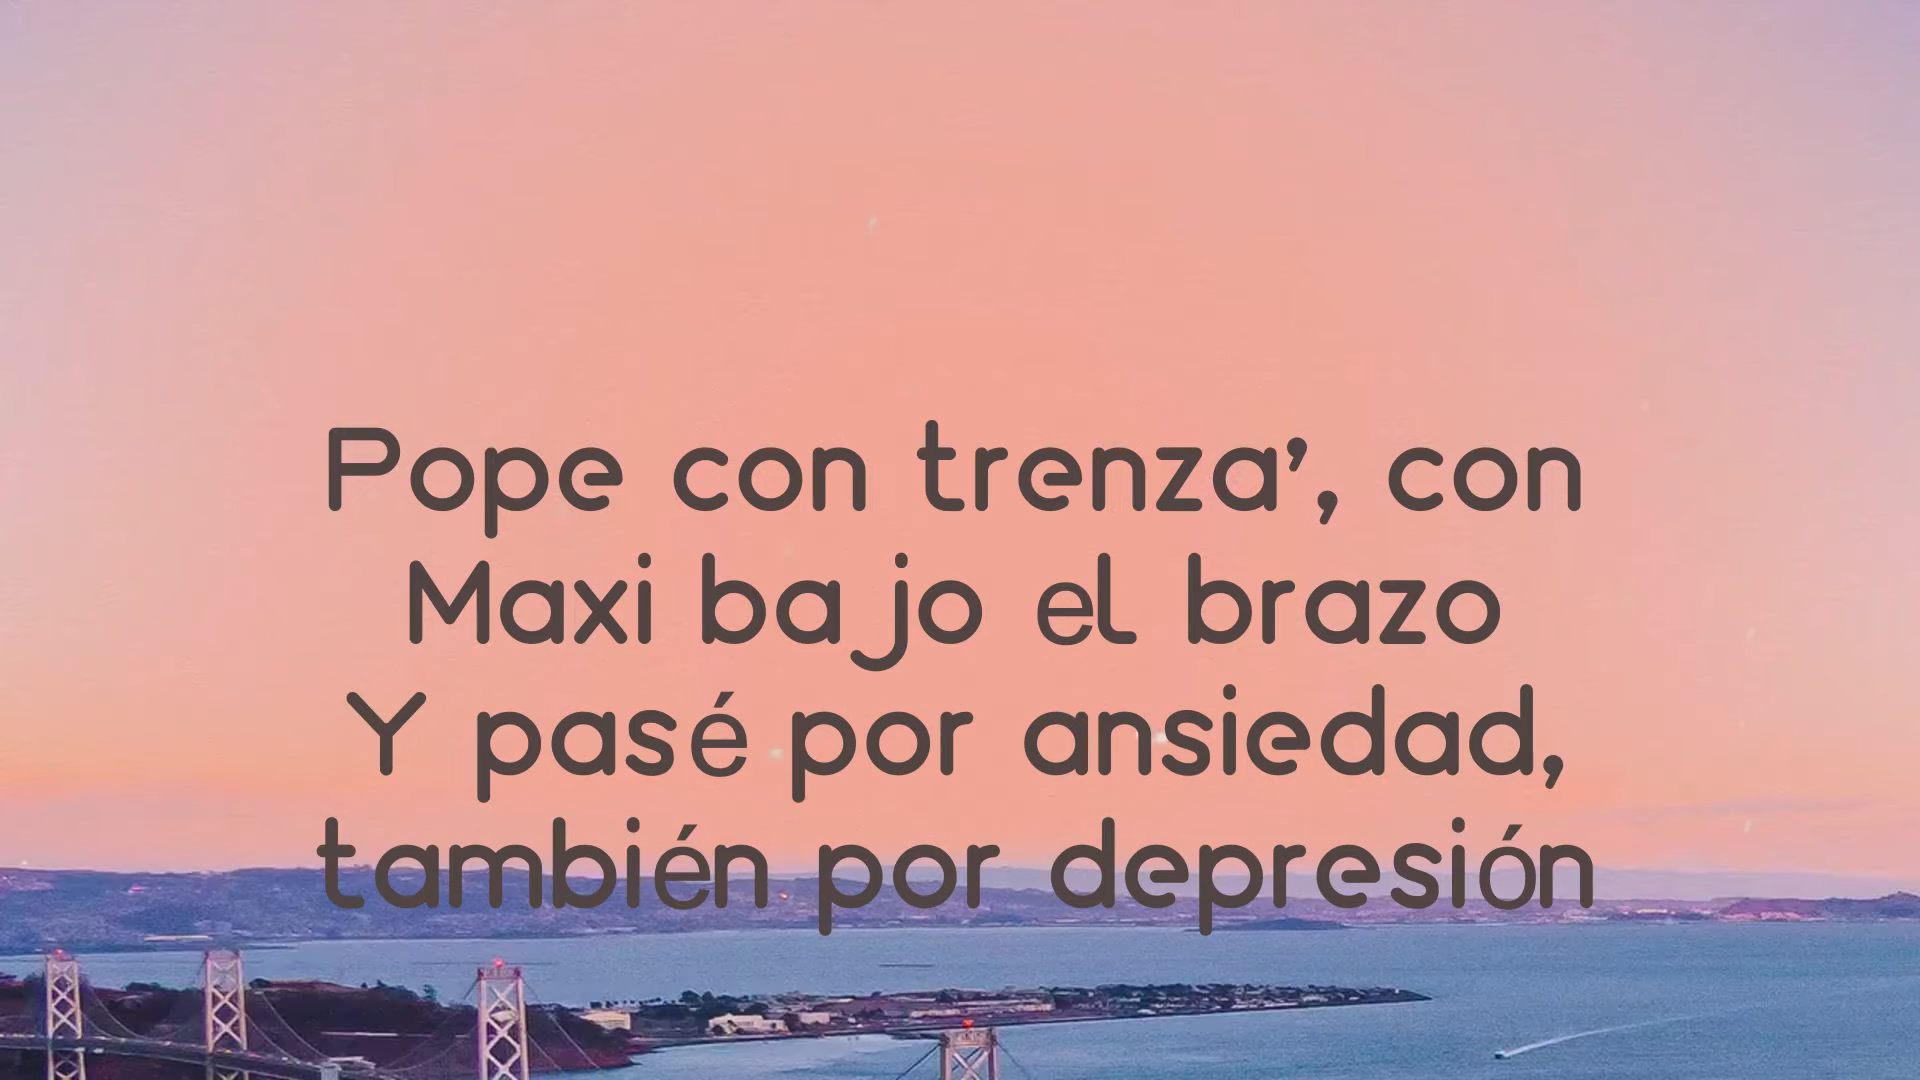 Pope con trenza’, con
Maxi bajo el brazo
Y pasé por ansiedad,
también por depresión